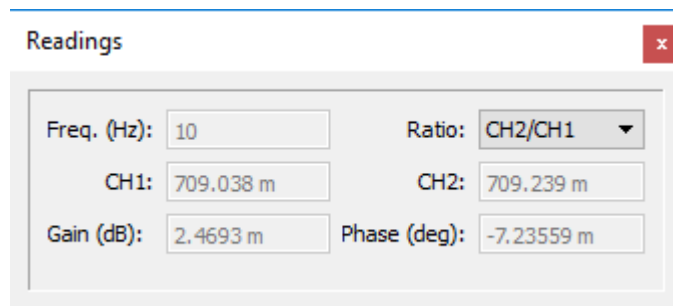 Readings
x
Freq. (Hz): 10 Ratio: CH2/CH1
CH1: 709.038 m CH2: 709.239 m
Gain (dB): 2.4693 m Phase (deg): -7.23559 m